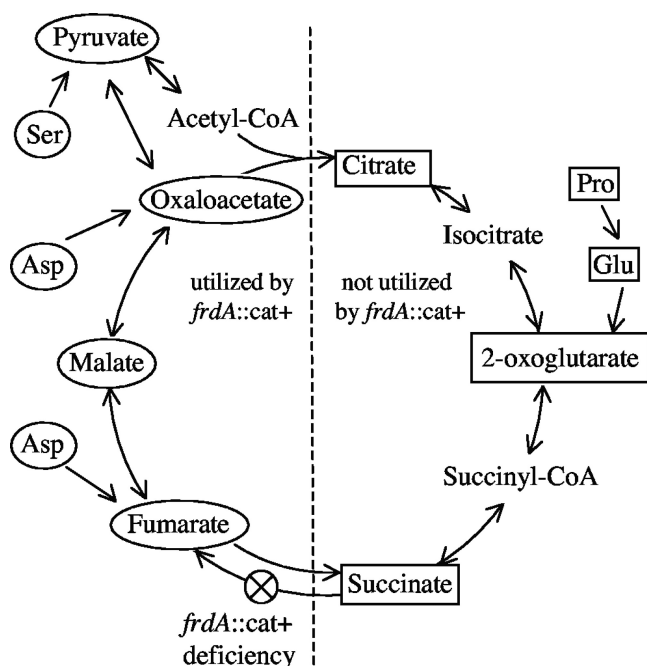 Pyruvate
Ser
Acetyl-CoA
Citrate
Oxaloacetate
Pro
Isocitrate
Glu
Asp
utilized by
frdA::cat+
not utilized
by frdA::cat+
Malate
2-oxoglutarate
Asp
Succinyl-CoA
Fumarate
Succinate
frdA::cat+
deficiency